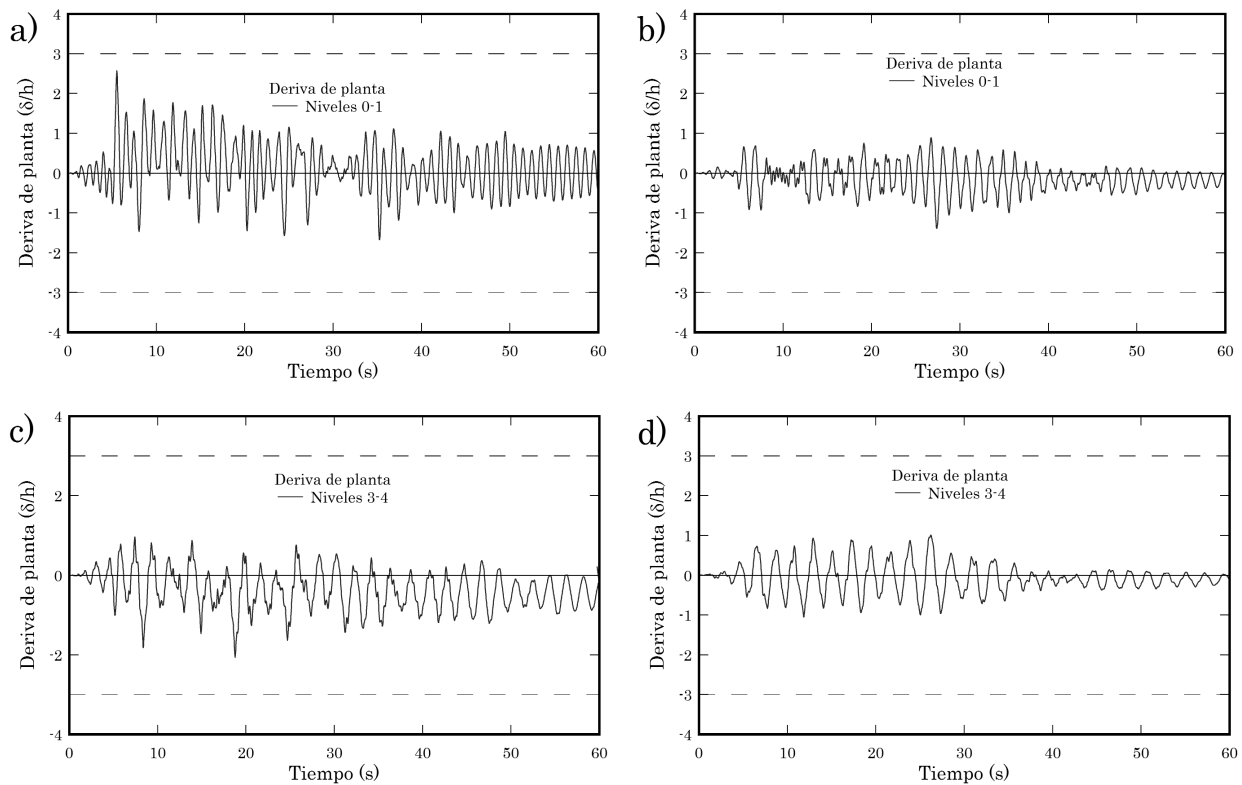 a)
4
3
2
1
0
-1
-2
-3
-4
Deriva de planta (δ/h)
Deriva de planta
Niveles 0-1
0 10 20 30 40 50 60
Tiempo (s)
b)
4
3
2
1
0
-1
-2
-3
-4
Deriva de planta (δ/h)
Deriva de planta
Niveles 0-1
0 10 20 30 40 50 60
Tiempo (s)
c)
4
2
0
-2
-4
Deriva de planta (δ/h)
Deriva de planta
Niveles 3-4
0 10 20 30 40 50 60
Tiempo (s)
d)
4
3
2
1
0
-1
-2
-3
-4
Deriva de planta (δ/h)
Deriva de planta
Niveles 3-4
0 10 20 30 40 50 60
Tiempo (s)